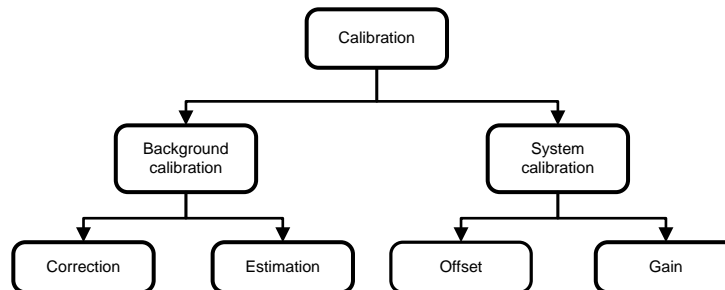 Calibration
Background
calibration
System
calibration
Correction
Estimation
Offset
Gain